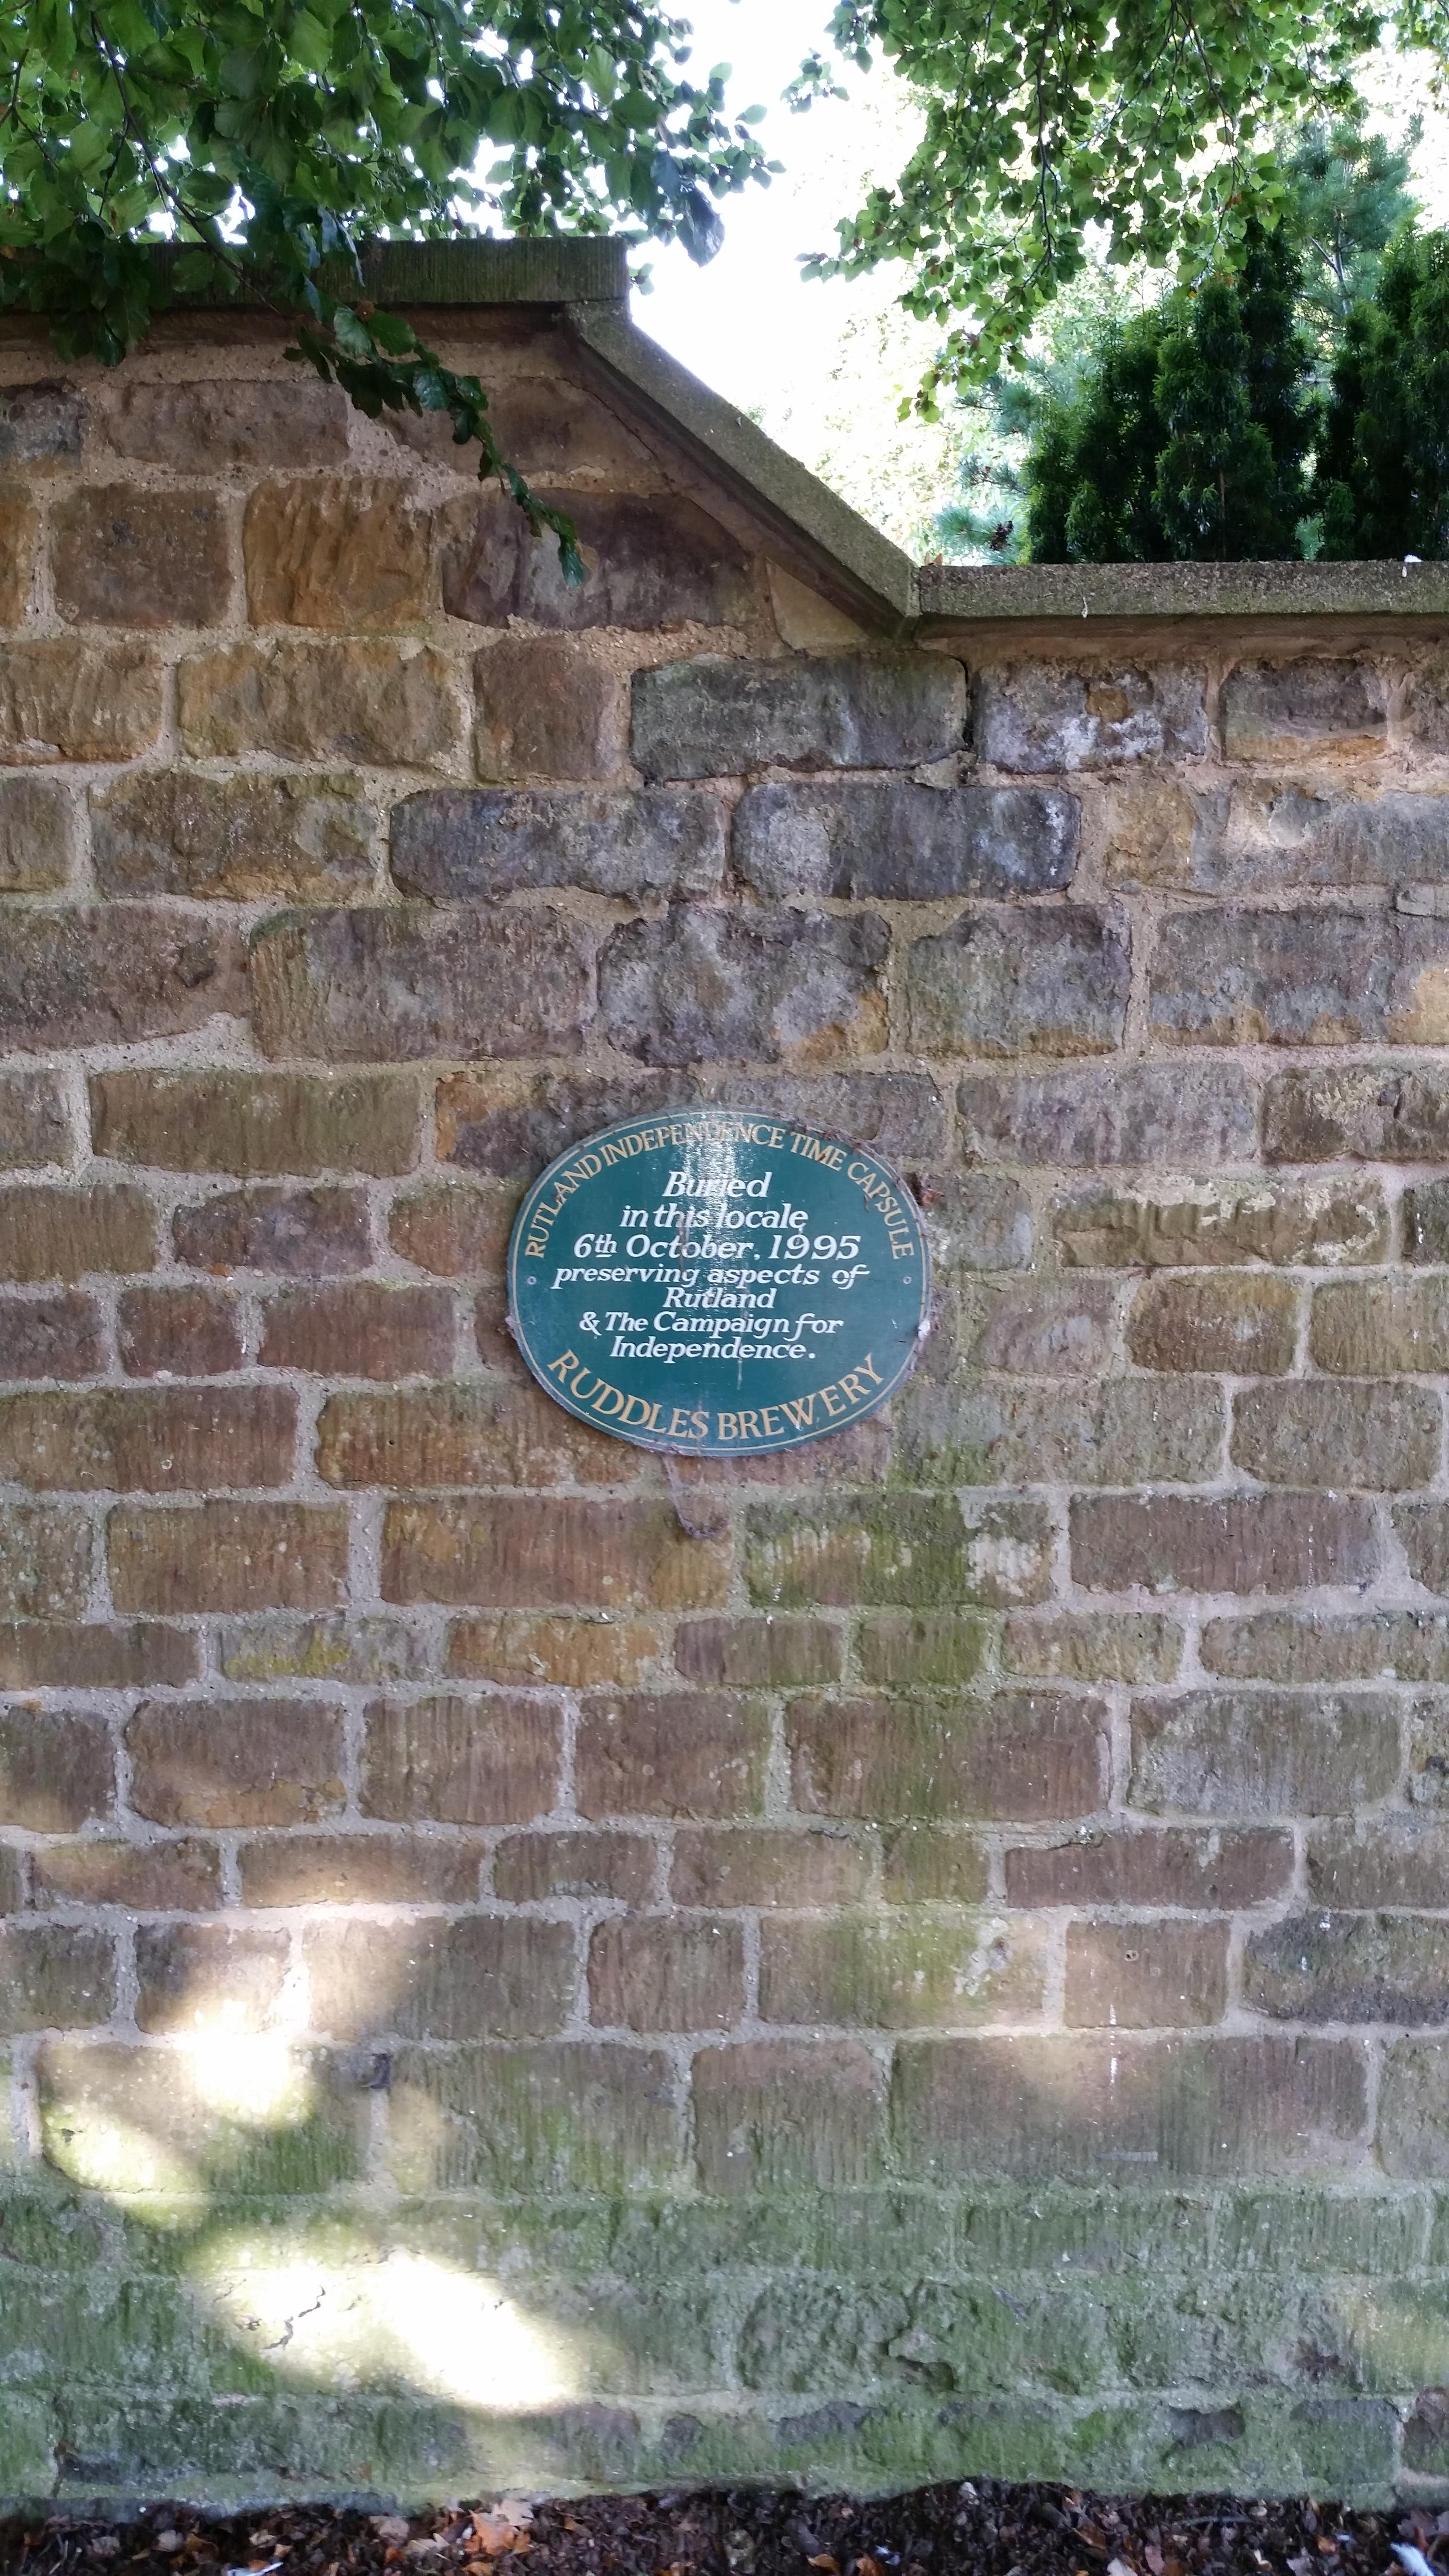 RUTLAND INDEPENDENCE TIME CAPSULE
Buried
in this locale
6th October, 1995
preserving aspects of
Rutland
& The Campaign for
Independence.
RUDDLES BREWERY